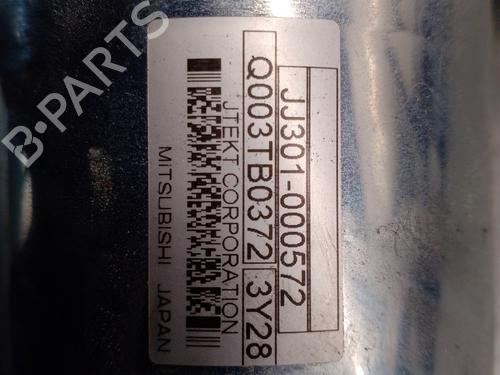 JJ301-000572
Q003TB0372 3Y28
JTEKT CORPORATION
MITSUBISHI JAPAN
B-PARTS